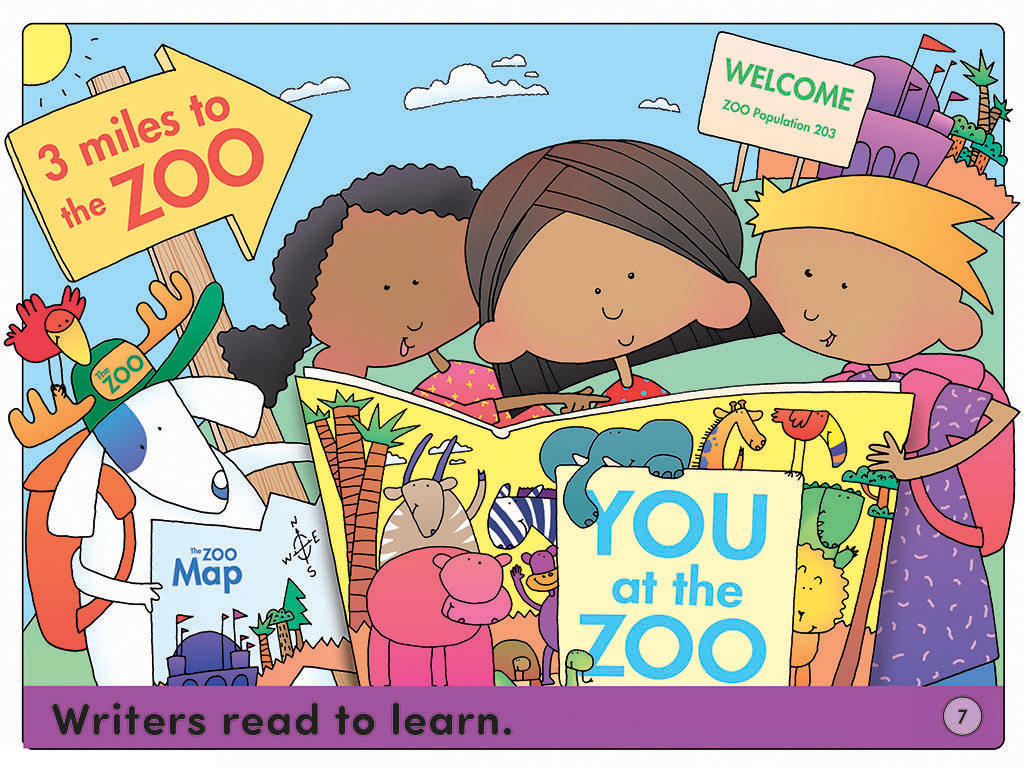 3 miles to
the ZOO
WELCOME
ZOO Population 203
The
ZOO
The ZOO
Map
N
W E
S
YOU
at the
ZOO
Writers read to learn.
7